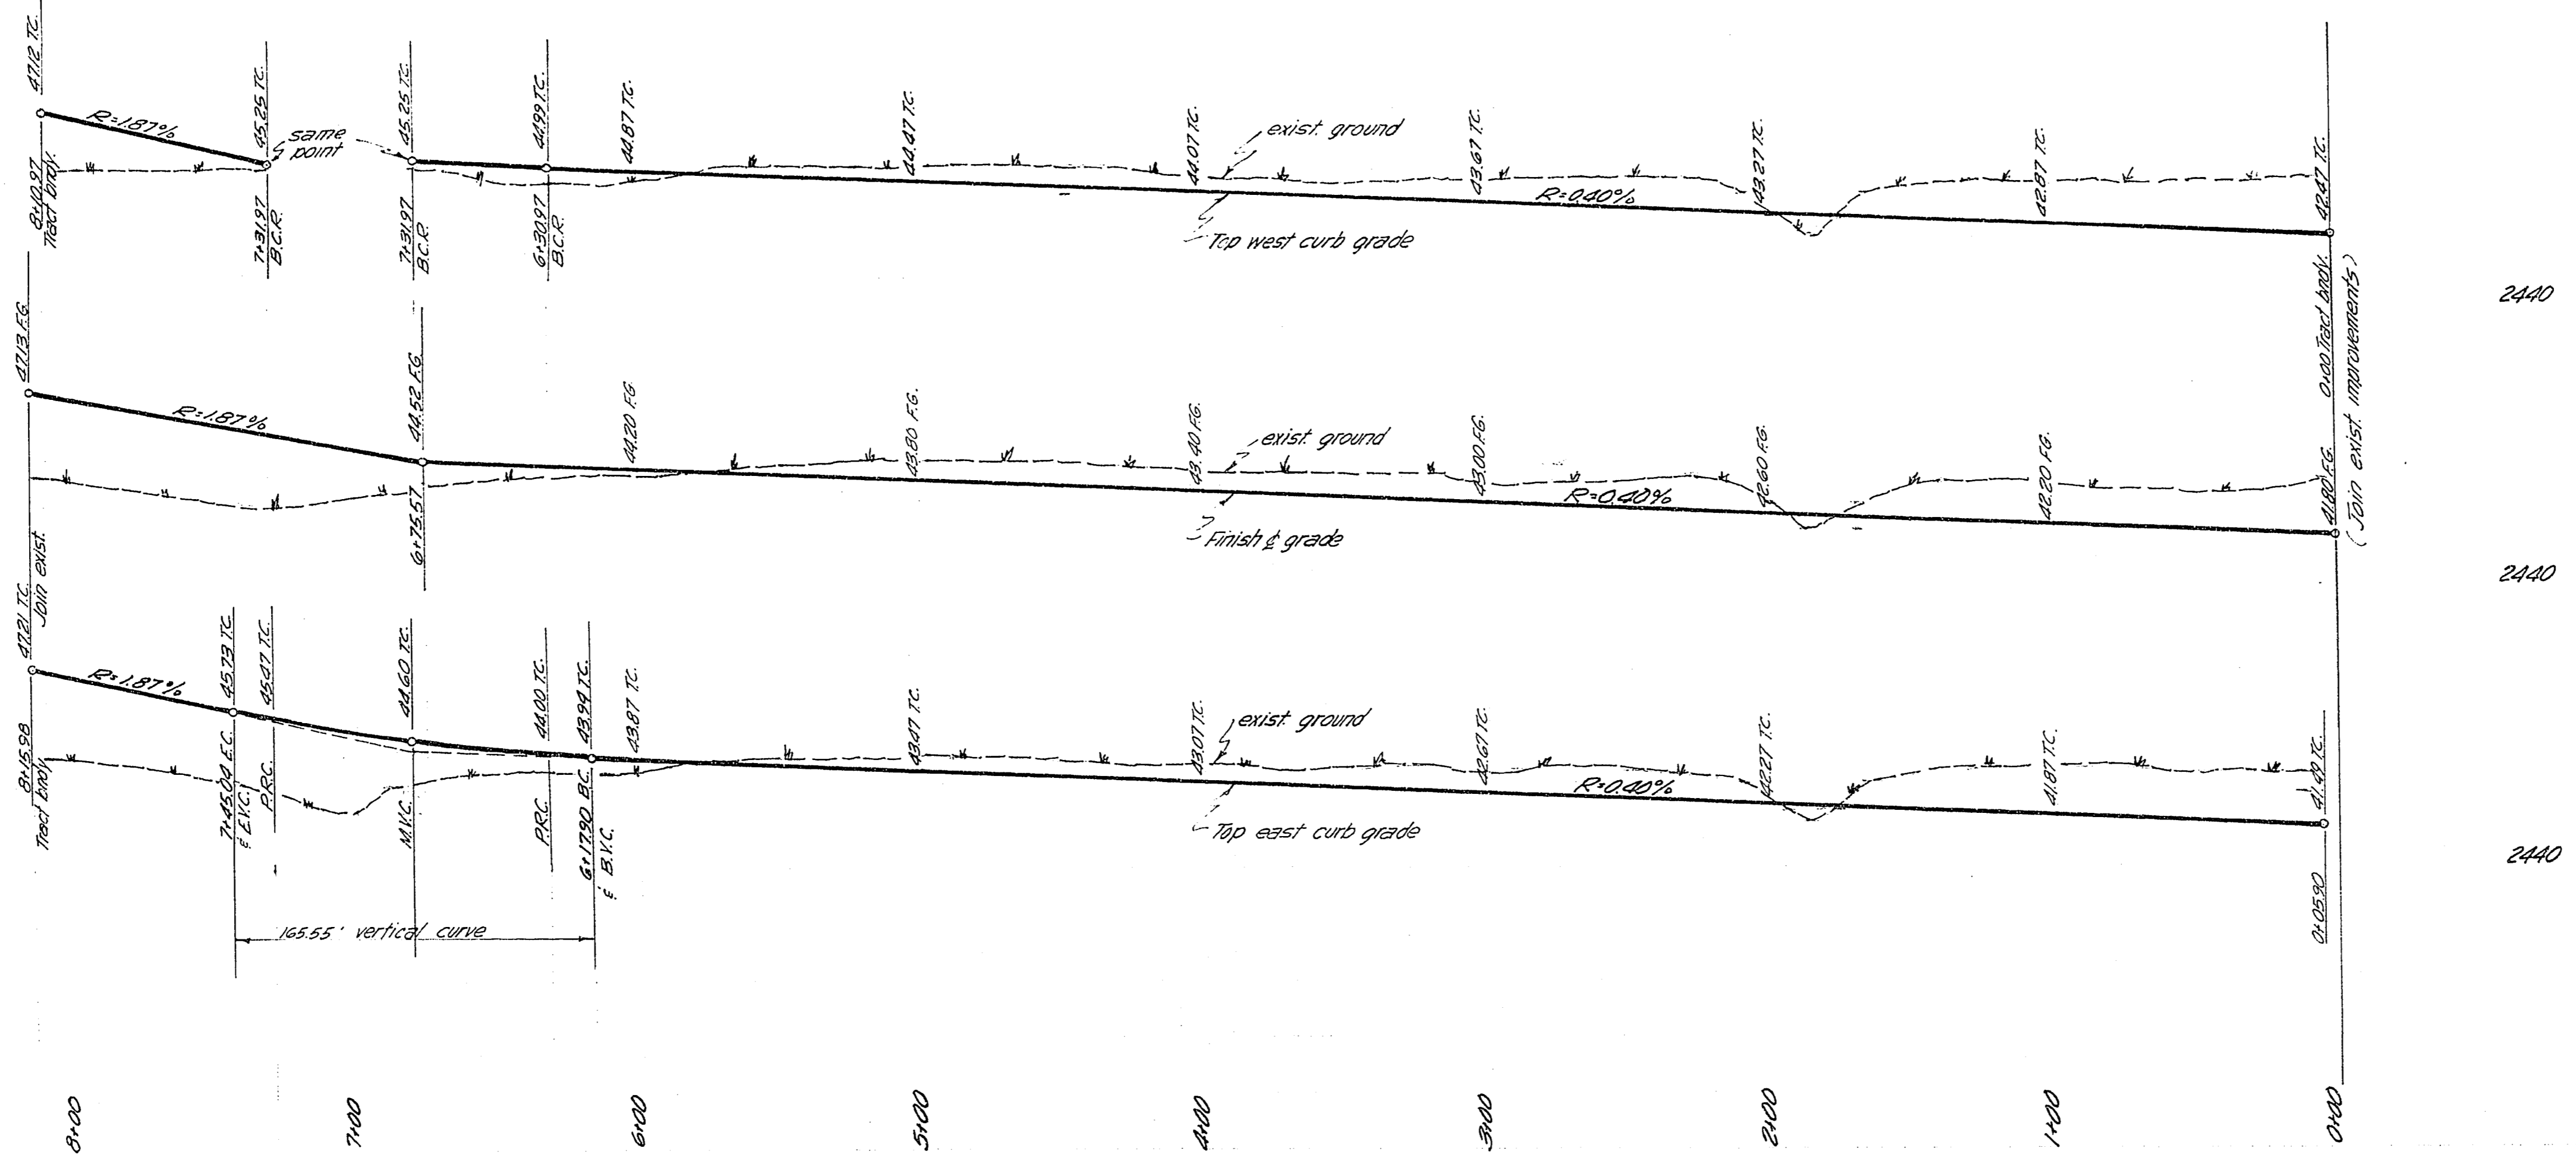 47.12 T.C.
8+10.97
Tract bndy.
R=1.87%
45.25 T.C.
7+31.97
B.C.R.
same
point
45.25 T.C.
7+31.97
B.C.R.
44.99 T.C.
6+30.97
B.C.R.
44.87 T.C.
44.47 T.C.
44.07 T.C.
exist. ground
Top west curb grade
43.67 T.C.
R=0.40%
43.27 T.C.
42.87 T.C.
42.47 T.C.
0+00 Tract bndy.
(Join exist. improvements)
2440
47.13 F.G.
Join exist.
R=1.87%
44.52 F.G.
6+75.57
44.20 F.G.
43.80 F.G.
43.40 F.G.
exist. ground
Finish ℄ grade
43.00 F.G.
R=0.40%
42.60 F.G.
42.20 F.G.
41.80 F.G.
2440
47.21 T.C.
8+15.98
Tract bndy.
R=1.87%
45.73 T.C.
7+45.04 E.C.
& E.V.C.
45.47 T.C.
P.R.C.
44.60 T.C.
M.V.C.
44.00 T.C.
P.R.C.
43.94 T.C.
6+17.90 B.C.
& B.V.C.
43.87 T.C.
43.47 T.C.
43.07 T.C.
exist. ground
Top east curb grade
42.67 T.C.
R=0.40%
42.27 T.C.
41.87 T.C.
41.49 T.C.
0+05.90
2440
165.55' vertical curve
8+00
7+00
6+00
5+00
4+00
3+00
2+00
1+00
0+00